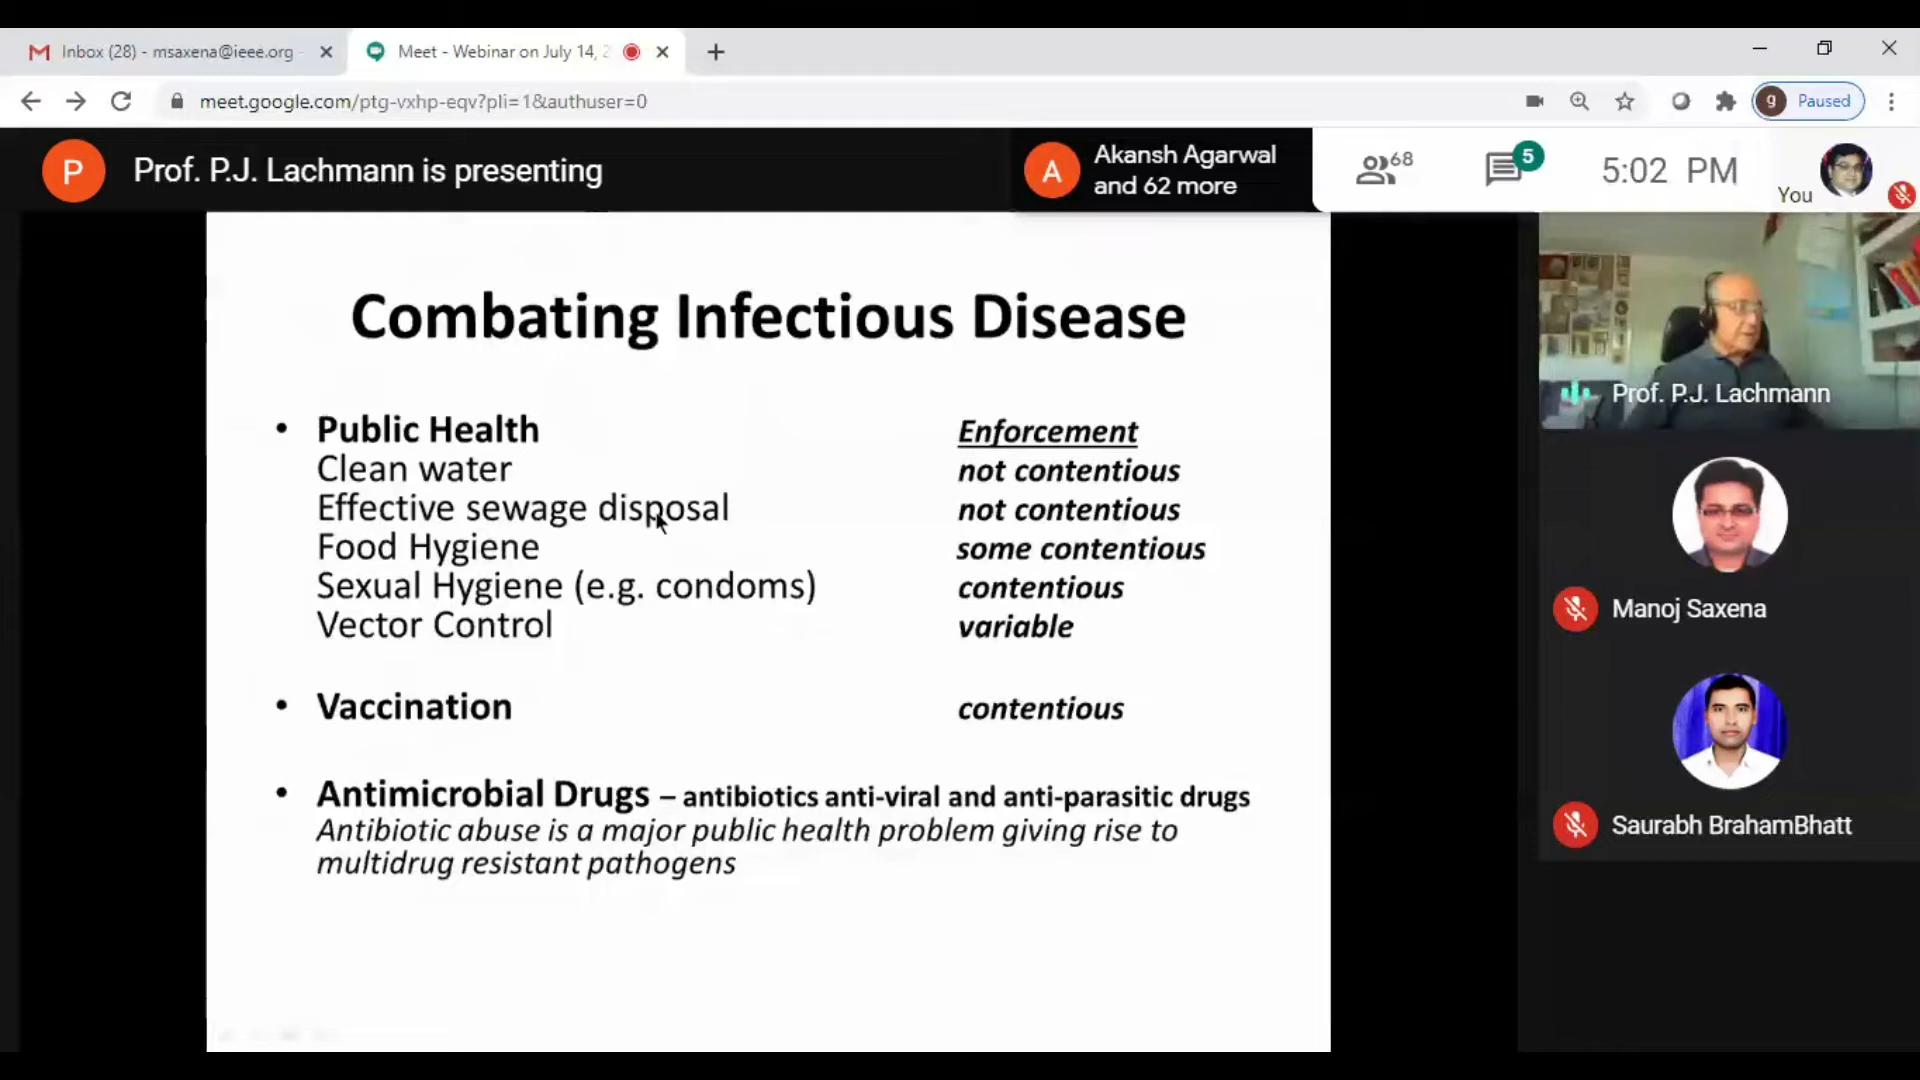 Inbox (28) - msaxena@ieee.org
Meet - Webinar on July 14, 2
meet.google.com/ptg-vxhp-eqv?pli=1&authuser=0
g Paused
P Prof. P.J. Lachmann is presenting
A Akansh Agarwal
and 62 more
68
5
5:02 PM
You
Combating Infectious Disease
• Public Health Enforcement
Clean water not contentious
Effective sewage disposal not contentious
Food Hygiene some contentious
Sexual Hygiene (e.g. condoms) contentious
Vector Control variable
• Vaccination contentious
• Antimicrobial Drugs – antibiotics anti-viral and anti-parasitic drugs
Antibiotic abuse is a major public health problem giving rise to
multidrug resistant pathogens
Prof. P.J. Lachmann
Manoj Saxena
Saurabh BrahamBhatt